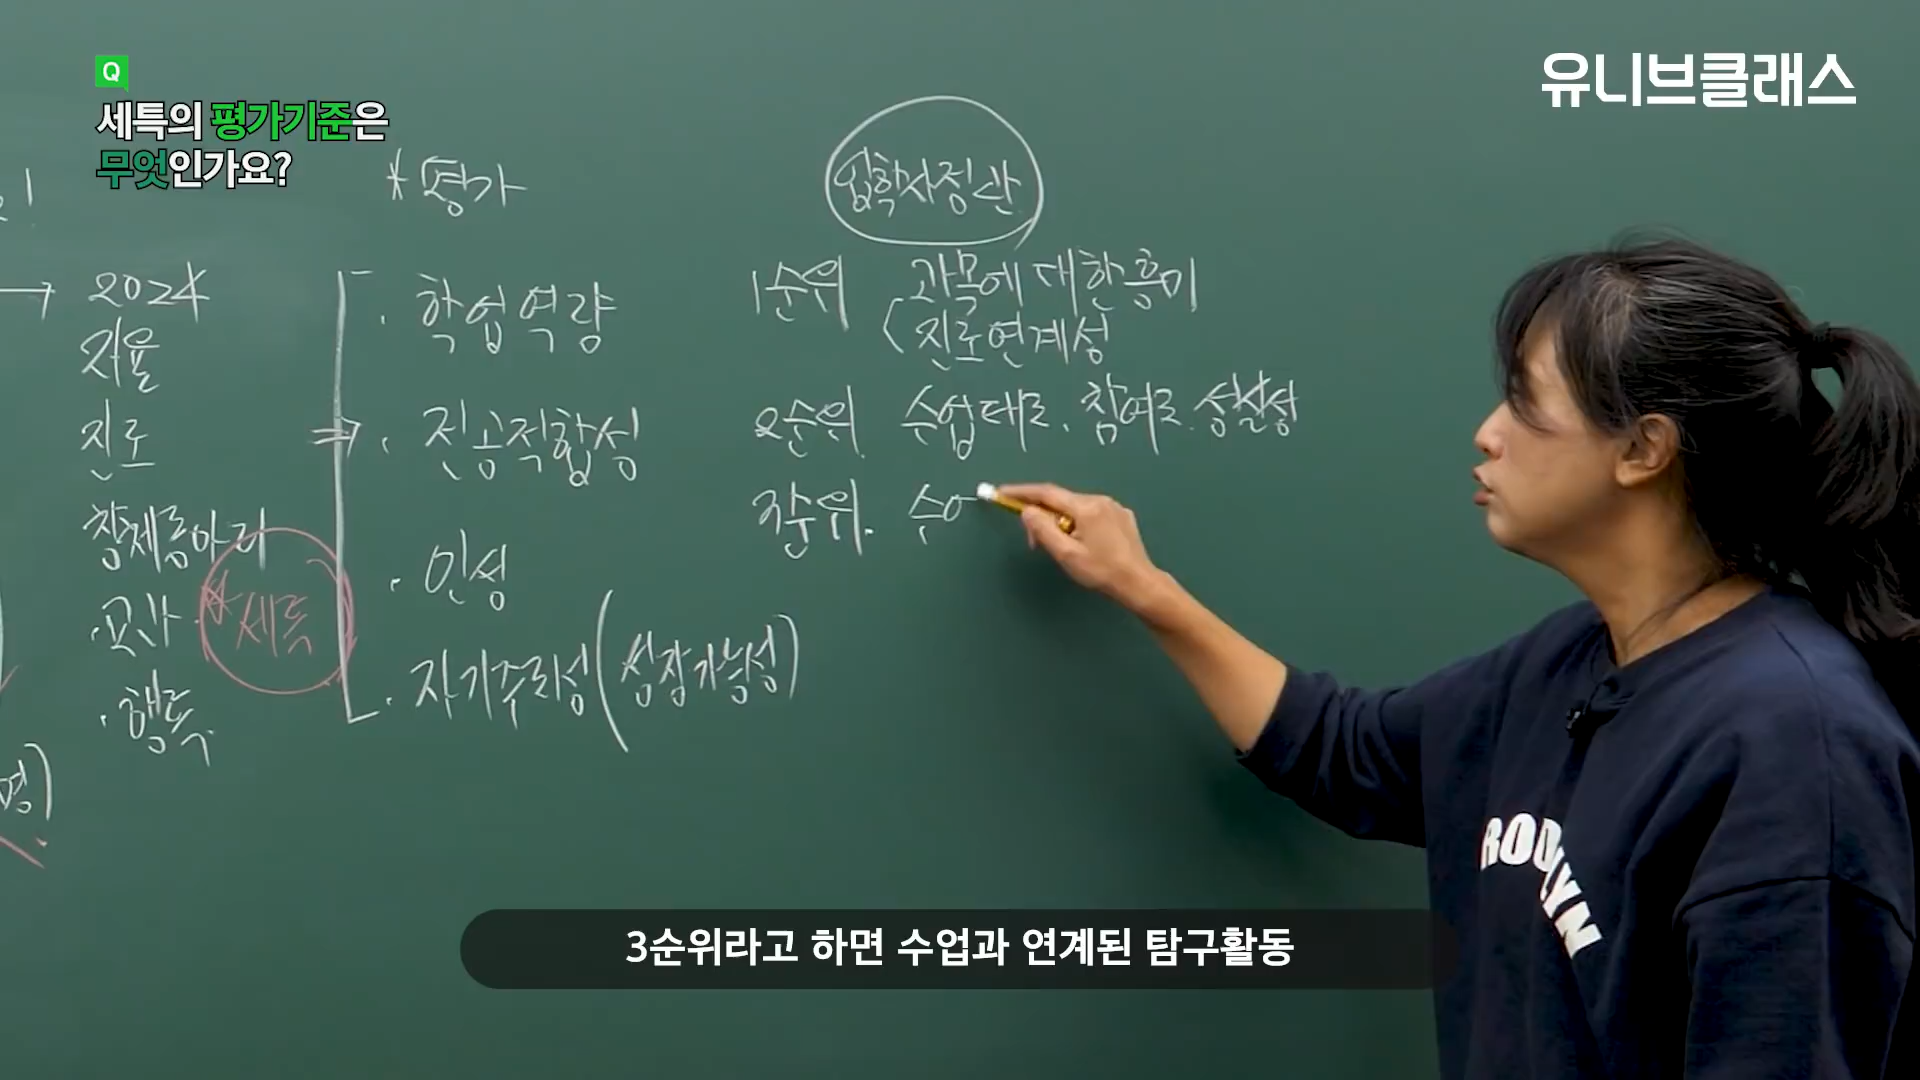 Q
세특의 평가기준은
무엇인가요?
유니브클래스
* 평가
입학사정관
2024
자율
진로
창체동아리
·교과
* 세특
·행특
· 학업역량
· 전공적합성
· 인성
· 자기주도성(성장가능성)
1순위 과목에 대한 흥미
진로연계성
2순위. 수업태도. 참여도. 성실성
3순위. 수어
3순위라고 하면 수업과 연계된 탐구활동
ROOLYN